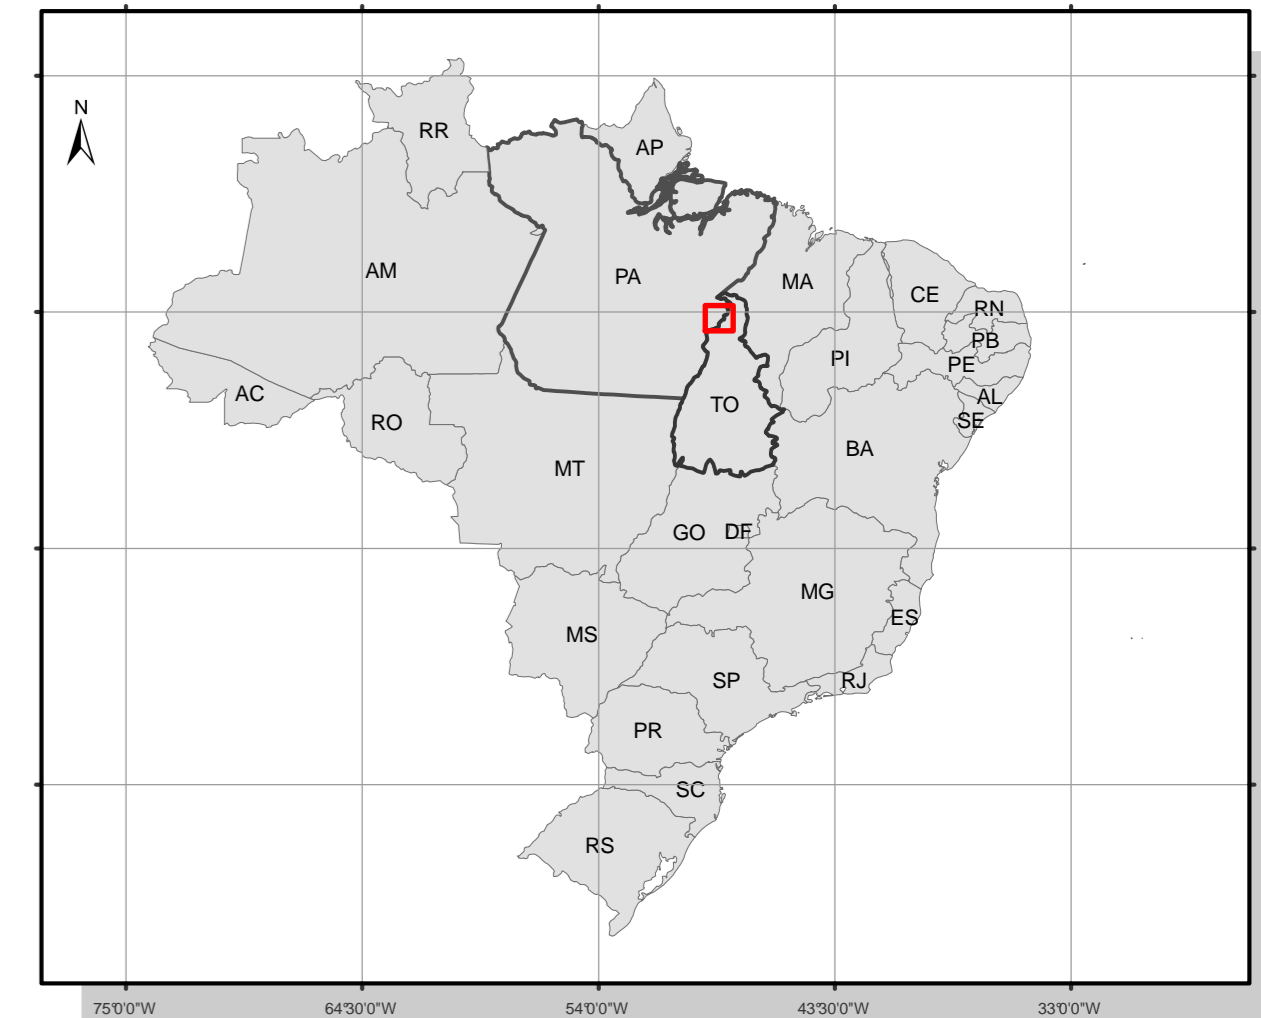 N
RR
AP
AM
PA
MA
CE
RN
PB
PI
PE
AC
AL
TO
RO
SE
BA
MT
GO
DF
MG
ES
MS
SP
RJ
PR
SC
RS
75°0'0"W
64°30'0"W
54°0'0"W
43°30'0"W
33°0'0"W